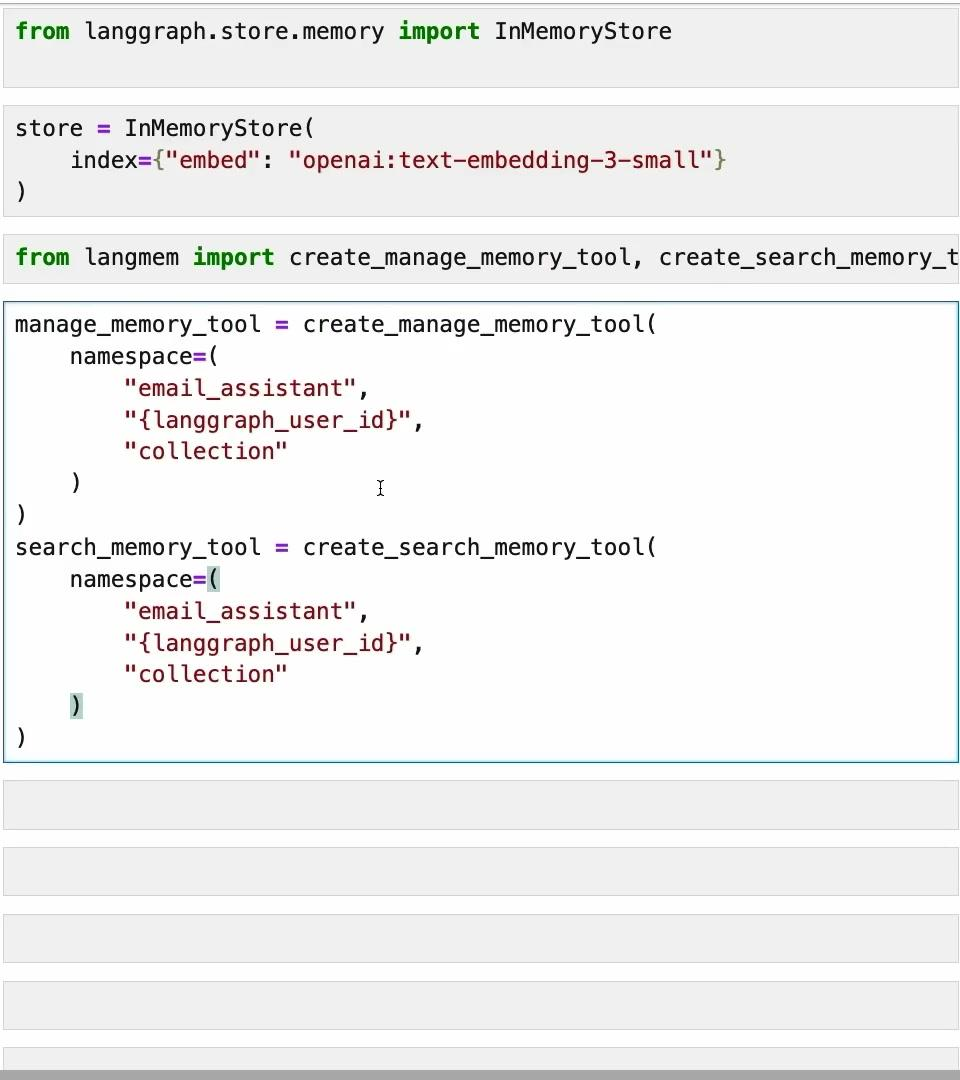 from langgraph.store.memory import InMemoryStore
store = InMemoryStore(
    index={"embed": "openai:text-embedding-3-small"}
)
from langmem import create_manage_memory_tool, create_search_memory_t
manage_memory_tool = create_manage_memory_tool(
    namespace=(
        "email_assistant",
        "{langgraph_user_id}",
        "collection"
    )
)
search_memory_tool = create_search_memory_tool(
    namespace=(
        "email_assistant",
        "{langgraph_user_id}",
        "collection"
    )
)